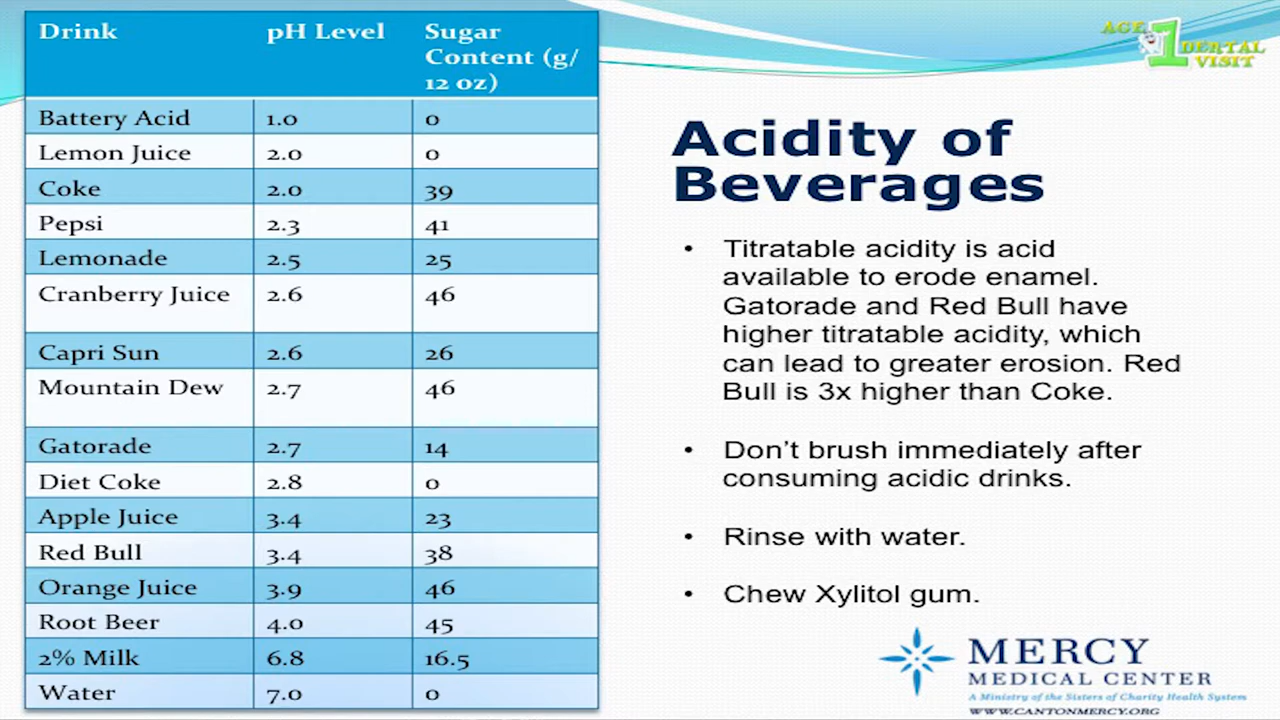 Drink pH Level Sugar Content (g/ 12 oz)
Battery Acid 1.0 0
Lemon Juice 2.0 0
Coke 2.0 39
Pepsi 2.3 41
Lemonade 2.5 25
Cranberry Juice 2.6 46
Capri Sun 2.6 26
Mountain Dew 2.7 46
Gatorade 2.7 14
Diet Coke 2.8 0
Apple Juice 3.4 23
Red Bull 3.4 38
Orange Juice 3.9 46
Root Beer 4.0 45
2% Milk 6.8 16.5
Water 7.0 0
AGE 1 DENTAL VISIT
Acidity of
Beverages
• Titratable acidity is acid
available to erode enamel.
Gatorade and Red Bull have
higher titratable acidity, which
can lead to greater erosion. Red
Bull is 3x higher than Coke.
• Don’t brush immediately after
consuming acidic drinks.
• Rinse with water.
• Chew Xylitol gum.
MERCY
MEDICAL CENTER
A Ministry of the Sisters of Charity Health System
WWW.CANTONMERCY.ORG